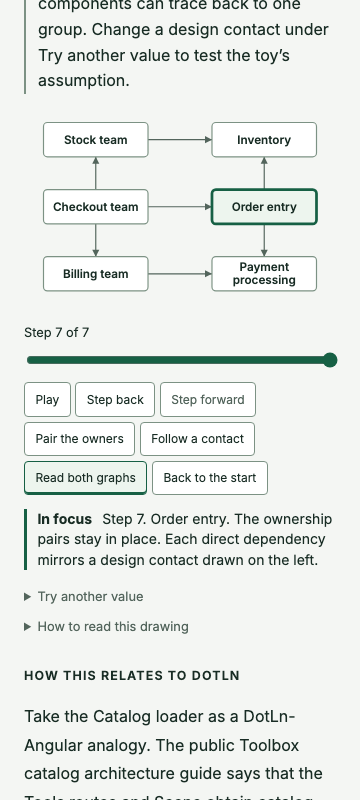 components can trace back to one
group. Change a design contact under
Try another value to test the toy's
assumption.
Stock team
Inventory
Checkout team
Order entry
Billing team
Payment
processing
Step 7 of 7
Play
Step back
Step forward
Pair the owners
Follow a contact
Read both graphs
Back to the start
In focus Step 7. Order entry. The ownership
pairs stay in place. Each direct dependency
mirrors a design contact drawn on the left.
Try another value
How to read this drawing
HOW THIS RELATES TO DOTLN
Take the Catalog loader as a DotLn-
Angular analogy. The public Toolbox
catalog architecture guide says that the